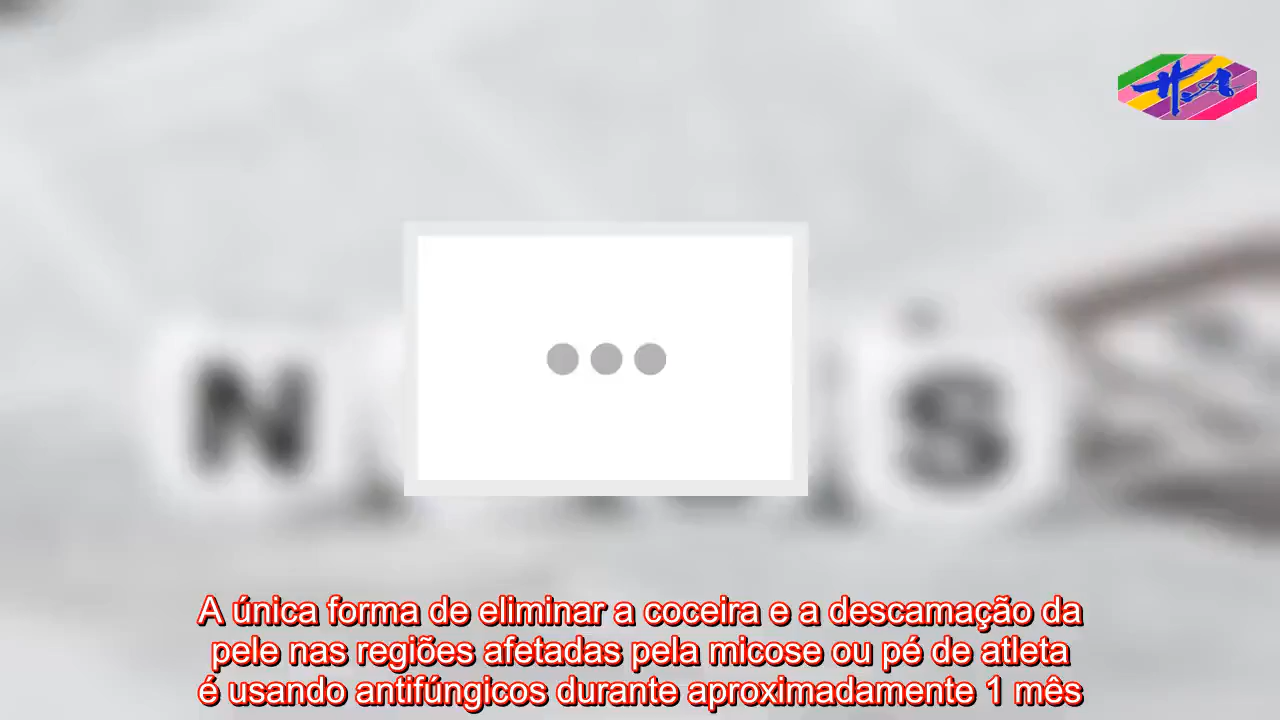 A única forma de eliminar a coceira e a descamação da
pele nas regiões afetadas pela micose ou pé de atleta
é usando antifúngicos durante aproximadamente 1 mês